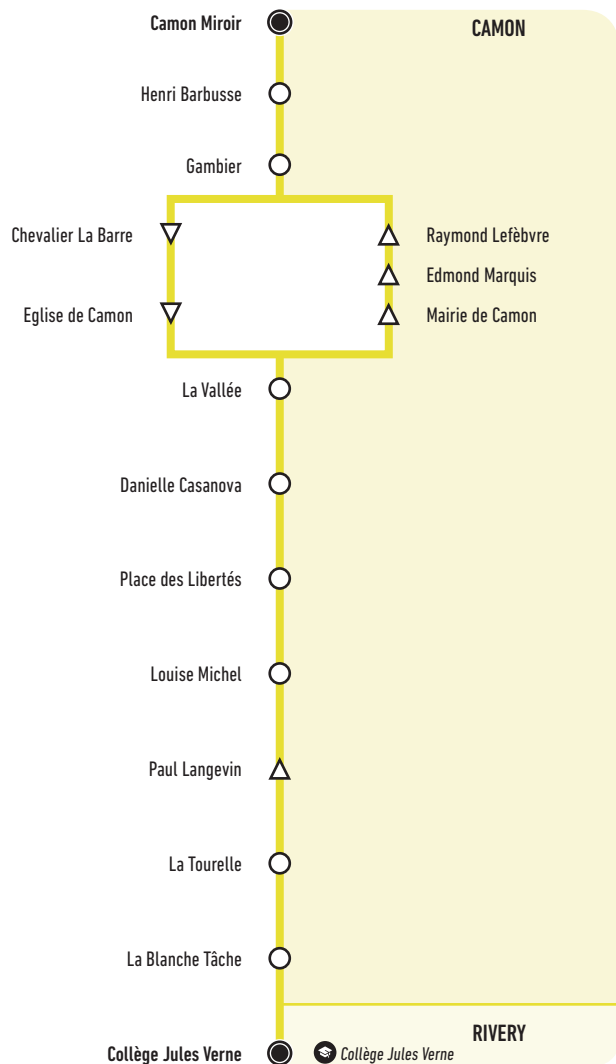 Camon Miroir
CAMON
Henri Barbusse
Gambier
Chevalier La Barre
Raymond Lefèbvre
Edmond Marquis
Eglise de Camon
Mairie de Camon
La Vallée
Danielle Casanova
Place des Libertés
Louise Michel
Paul Langevin
La Tourelle
La Blanche Tâche
RIVERY
Collège Jules Verne
Collège Jules Verne